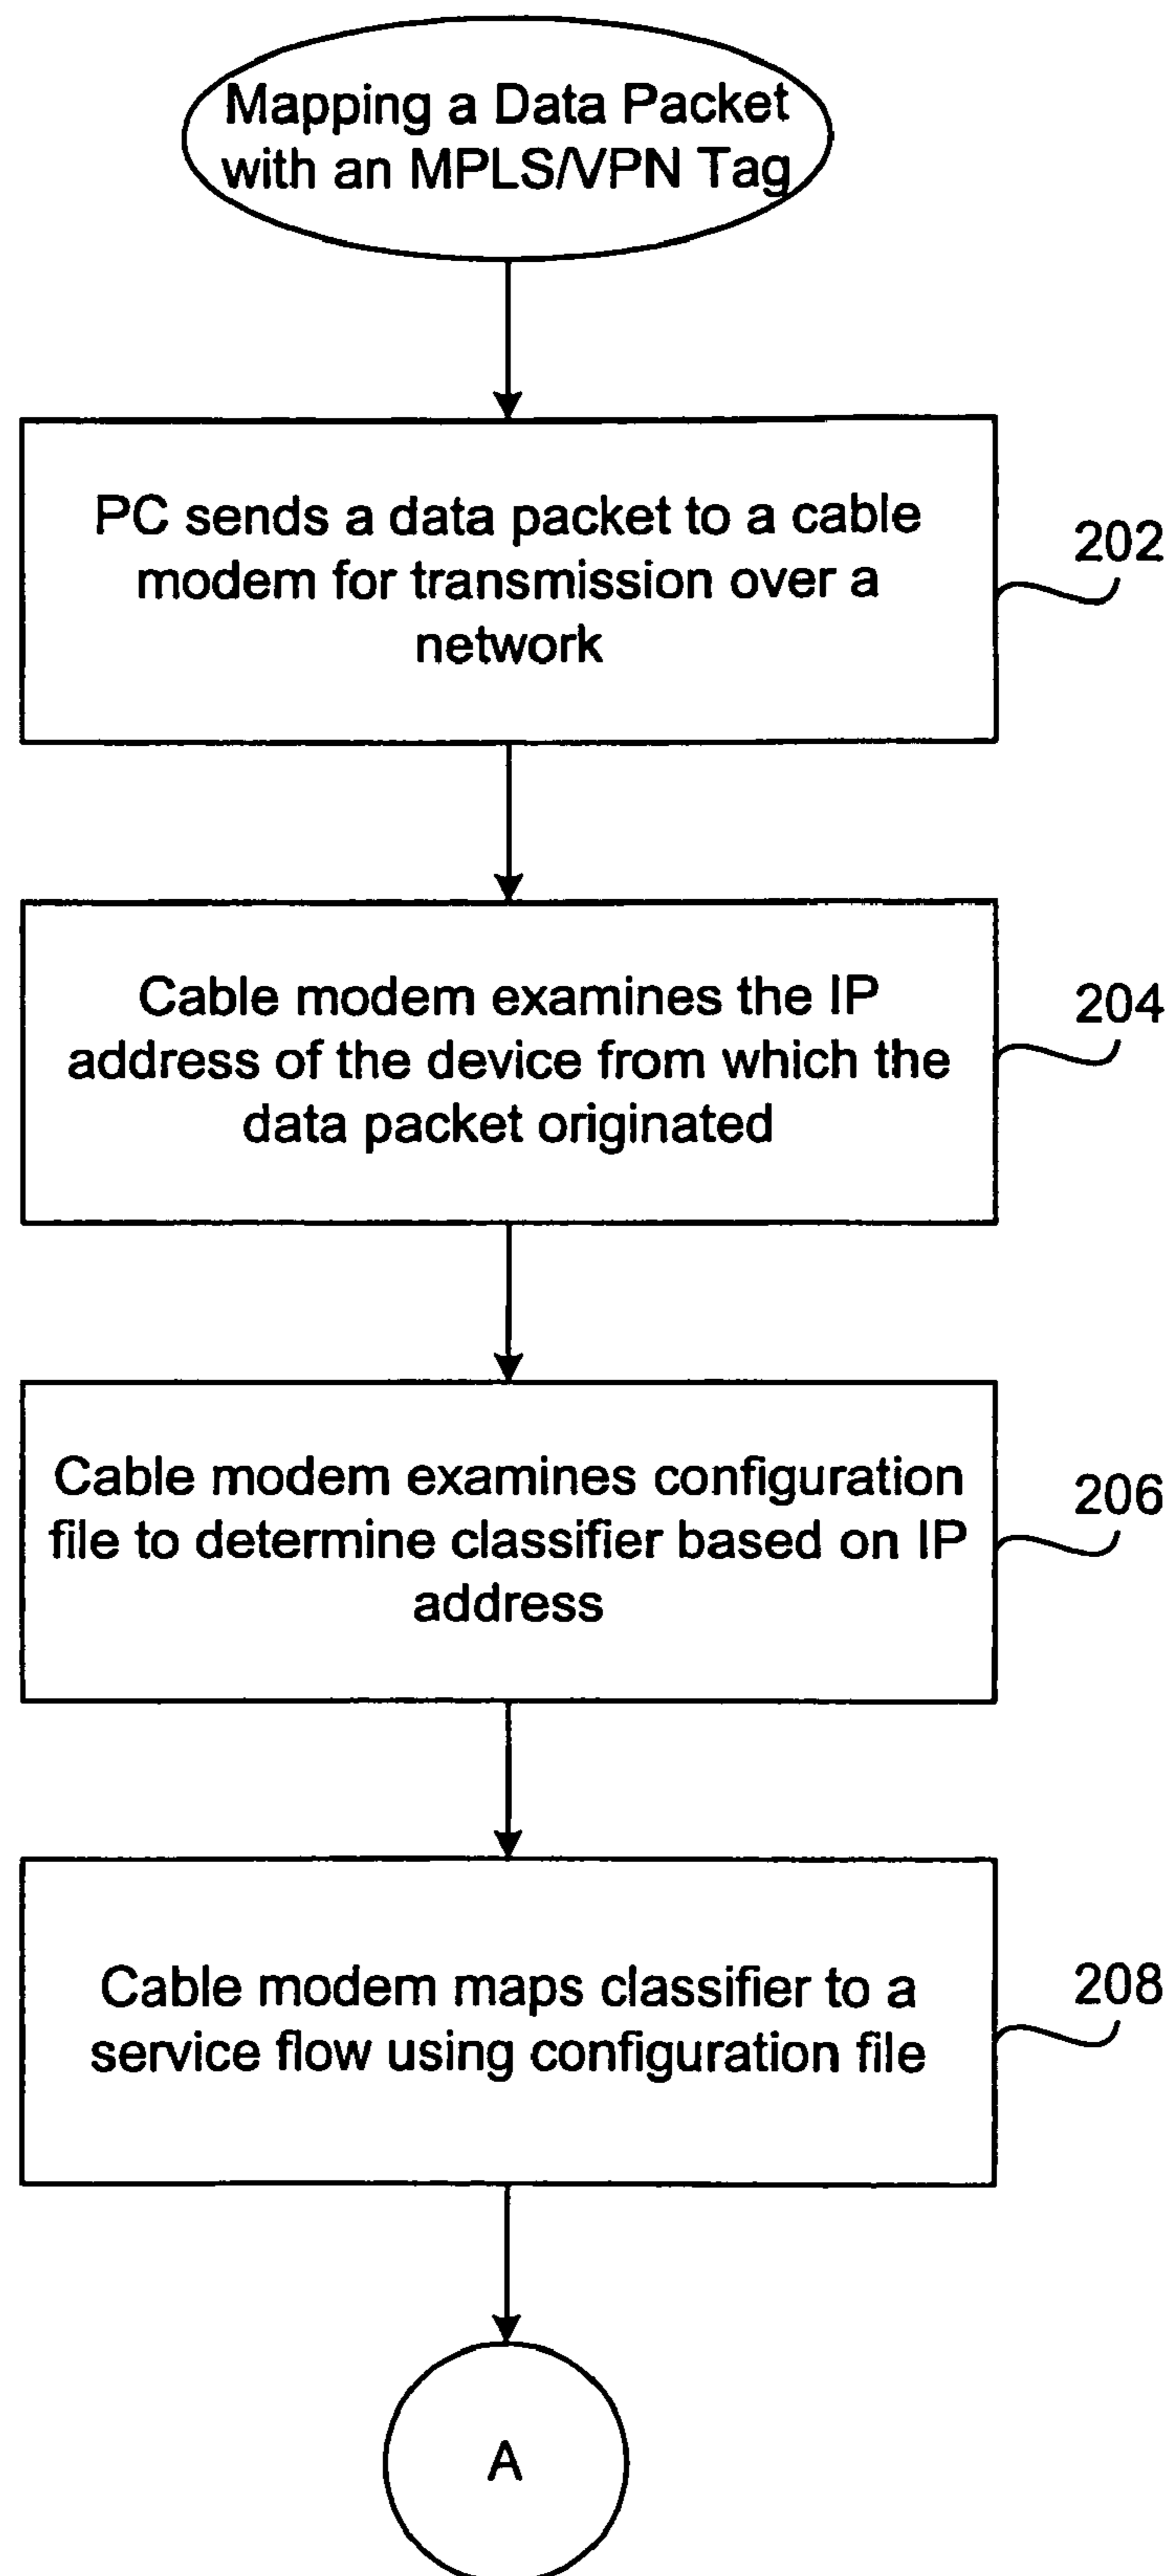 Mapping a Data Packet
with an MPLS/VPN Tag
PC sends a data packet to a cable
modem for transmission over a
network
202
Cable modem examines the IP
address of the device from which the
data packet originated
204
Cable modem examines configuration
file to determine classifier based on IP
address
206
Cable modem maps classifier to a
service flow using configuration file
208
A